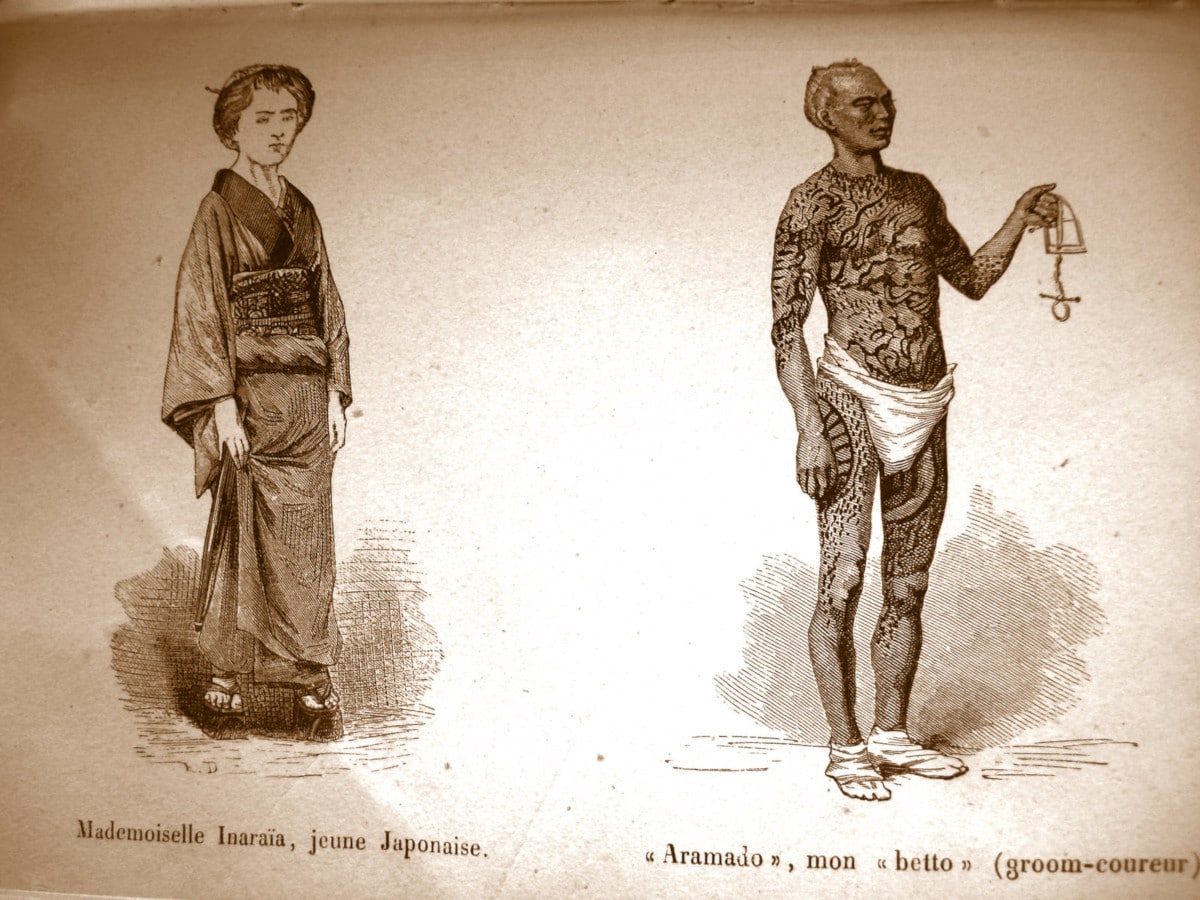 Mademoiselle Inaraïa, jeune Japonaise.
« Aramado », mon « betto » (groom-coureur)